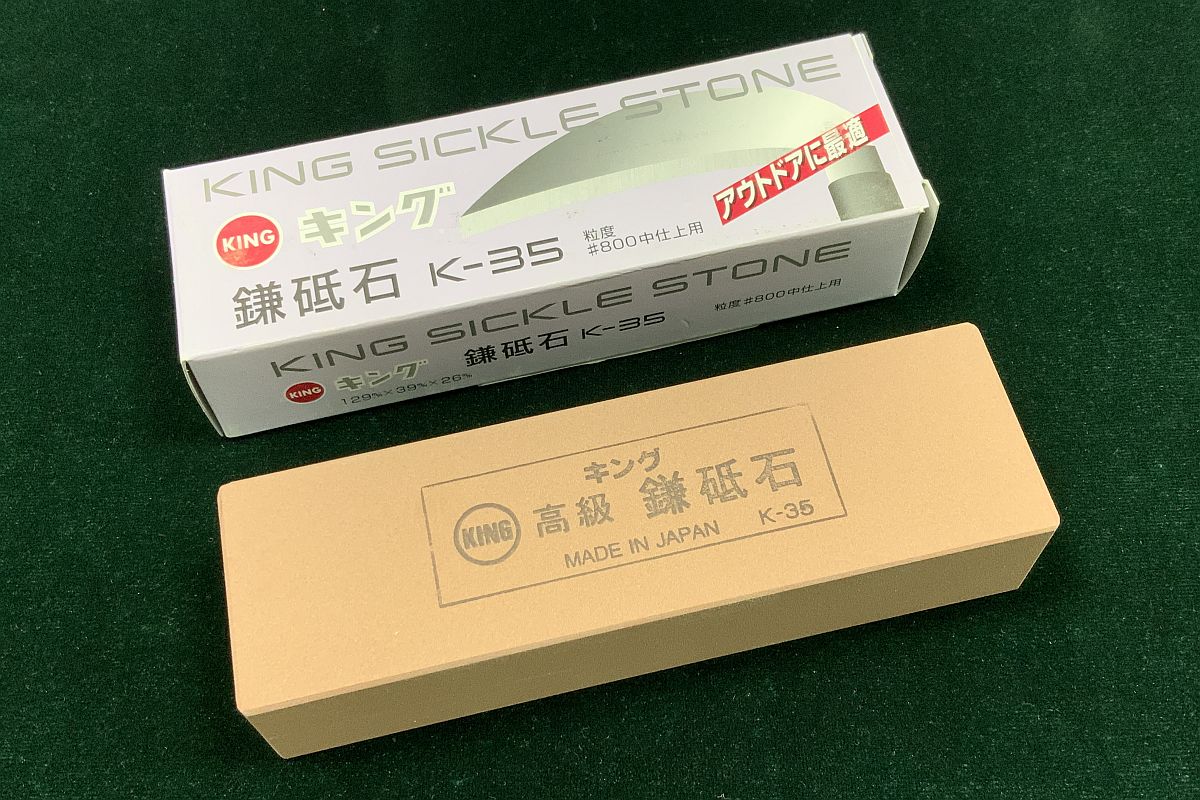 KING SICKLE STONE
KING キング
アウトドアに最適
鎌砥石 K-35 粒度
#800中仕上用
KING SICKLE STONE
KING キング 鎌砥石 K-35 粒度#800中仕上用
129%×39%×26%
キング
KING 高級 鎌砥石
MADE IN JAPAN K-35